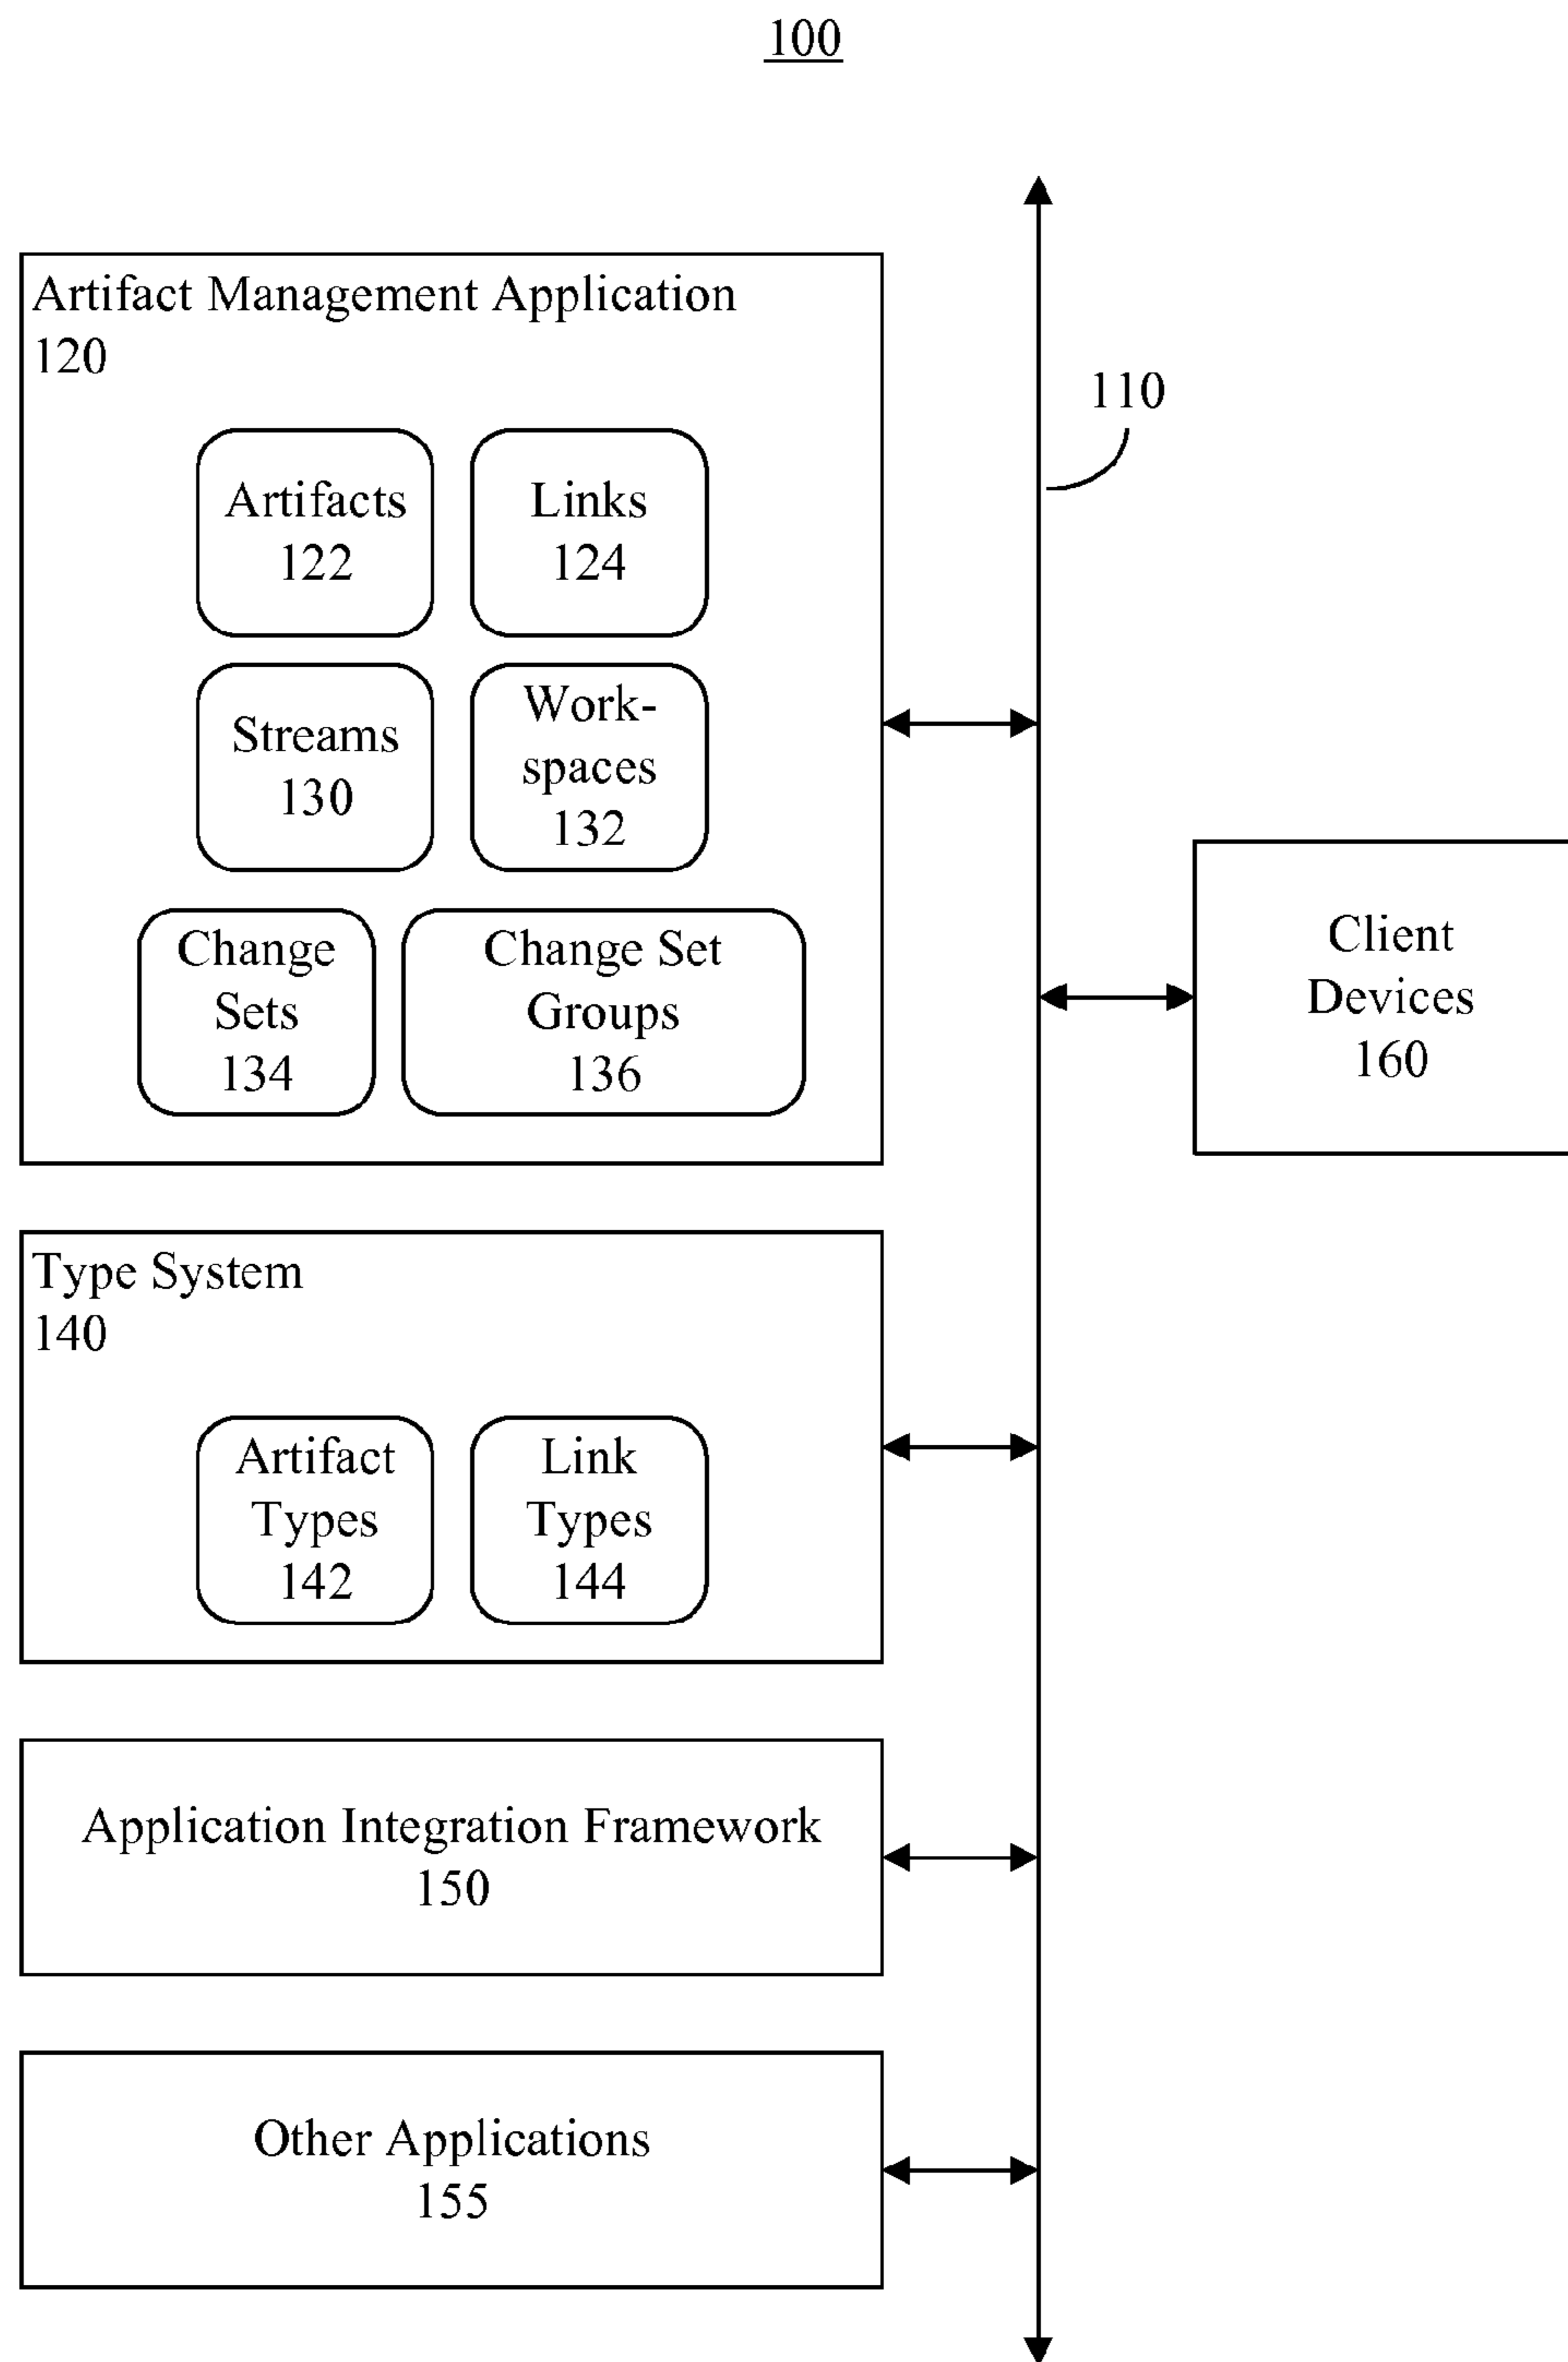 100
Artifact Management Application
120
110
Artifacts
122
Links
124
Streams
130
Work-
spaces
132
Change
Sets
134
Change Set
Groups
136
Client
Devices
160
Type System
140
Artifact
Types
142
Link
Types
144
Application Integration Framework
150
Other Applications
155